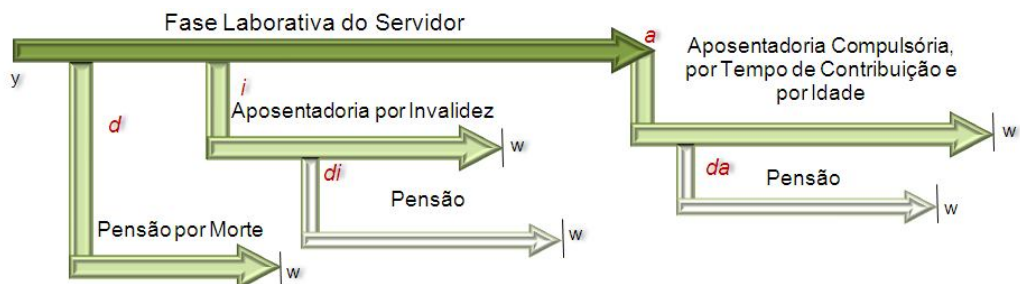 Fase Laborativa do Servidor
a
Aposentadoria Compulsória,
por Tempo de Contribuição e
por Idade
y
d
i
Aposentadoria por Invalidez
w
w
di
Pensão
w
da
Pensão
w
Pensão por Morte
w